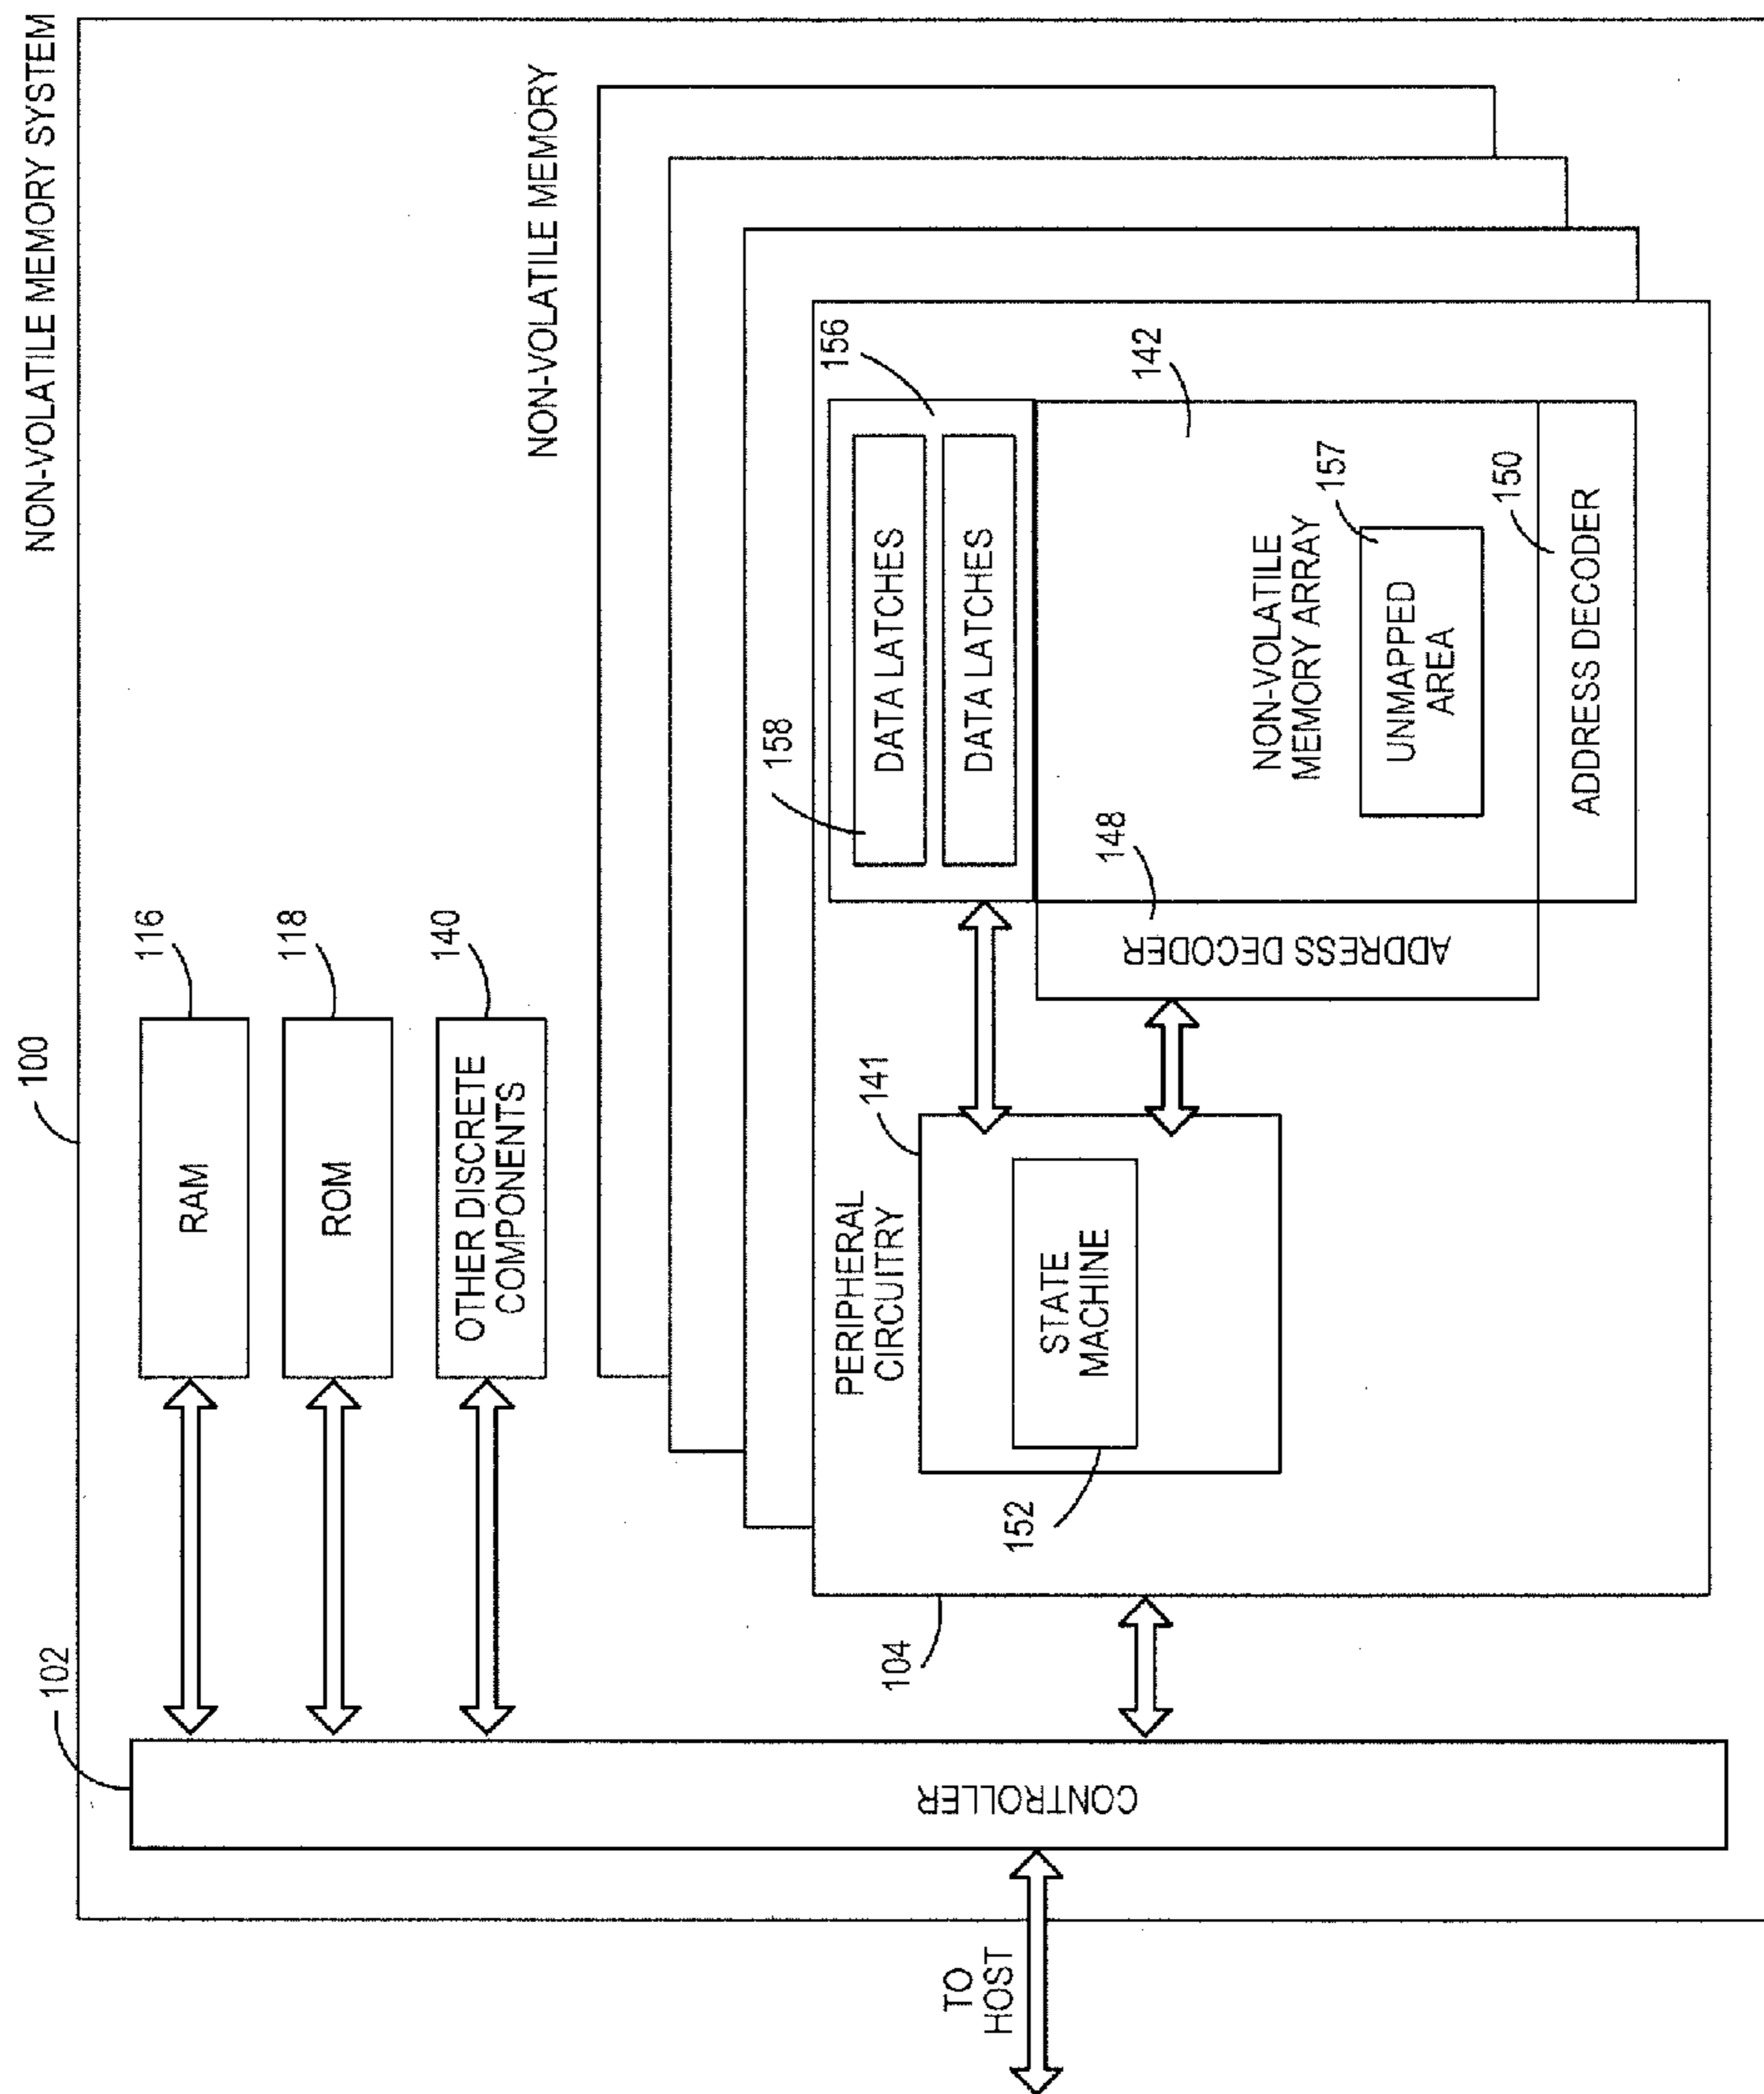 NON-VOLATILE MEMORY SYSTEM
100
102
RAM
116
ROM
118
OTHER DISCRETE
COMPONENTS
140
NON-VOLATILE MEMORY
CONTROLLER
TO
HOST
104
PERIPHERAL
CIRCUITRY
141
STATE
MACHINE
152
158
DATA LATCHES
DATA LATCHES
156
ADDRESS DECODER
148
142
NON-VOLATILE
MEMORY ARRAY
UNMAPPED
AREA
157
ADDRESS DECODER
150